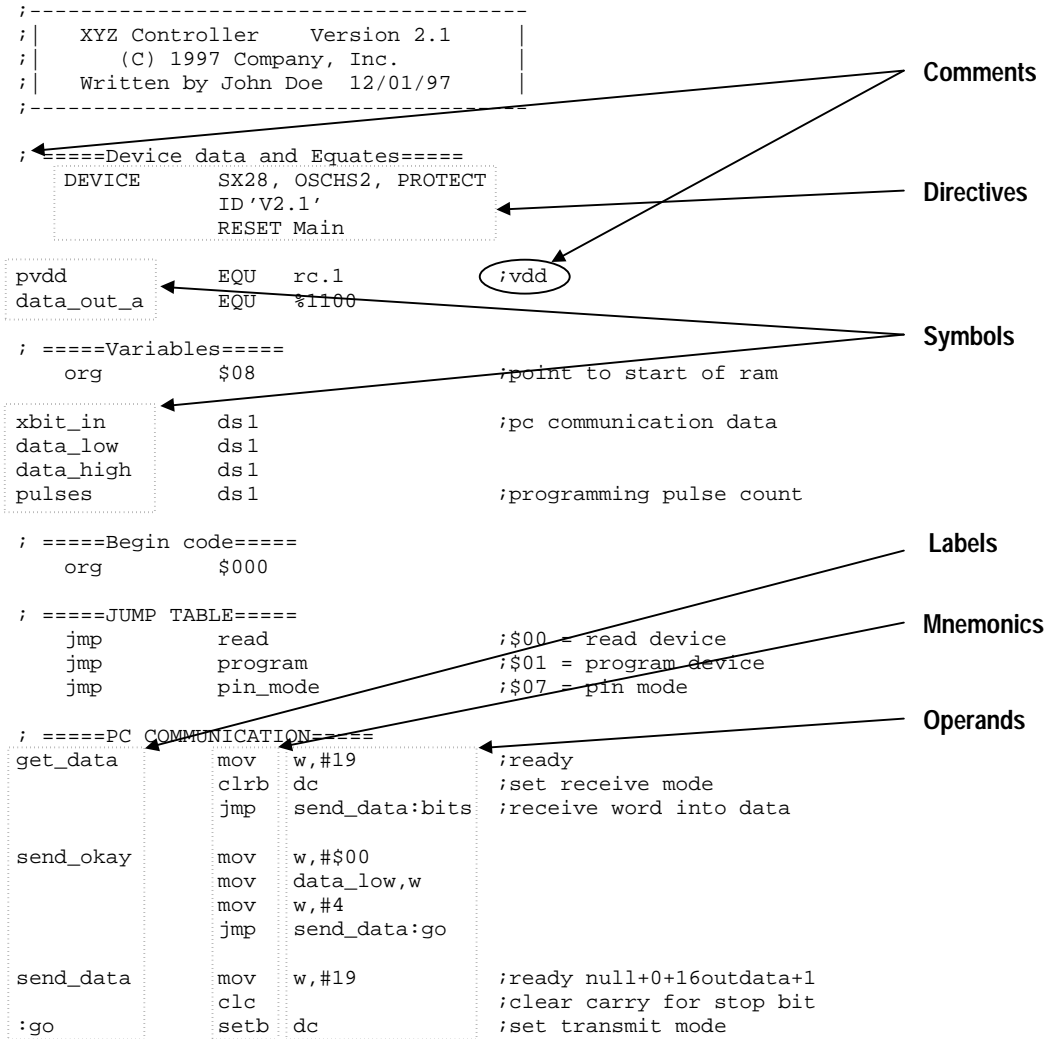 ;---------------------------------------
;|   XYZ Controller    Version 2.1     |
;|      (C) 1997 Company, Inc.         |
;|   Written by John Doe  12/01/97     |
;---------------------------------------
Comments
; =====Device data and Equates=====
DEVICE SX28, OSCHS2, PROTECT
Directives
ID 'V2.1'
RESET Main
pvdd EQU rc.1 ;vdd
data_out_a EQU %1100
Symbols
; =====Variables=====
org $08 ;point to start of ram
xbit_in ds 1 ;pc communication data
data_low ds 1
data_high ds 1
pulses ds 1 ;programming pulse count
Labels
; =====Begin code=====
org $000
; =====JUMP TABLE=====
Mnemonics
jmp read ;$00 = read device
jmp program ;$01 = program device
jmp pin_mode ;$07 = pin mode
Operands
; =====PC COMMUNICATION=====
get_data mov w,#19 ;ready
clrb dc ;set receive mode
jmp send_data:bits ;receive word into data
send_okay mov w,#$00
mov data_low,w
mov w,#4
jmp send_data:go
send_data mov w,#19 ;ready null+0+16outdata+1
clc ;clear carry for stop bit
:go setb dc ;set transmit mode